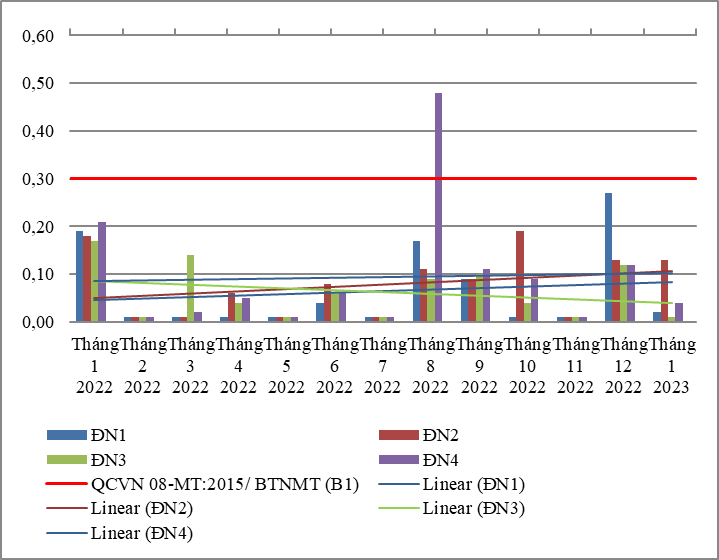 0,60
0,50
0,40
0,30
0,20
0,10
0,00
Tháng Tháng Tháng Tháng Tháng Tháng Tháng Tháng Tháng Tháng Tháng Tháng Tháng
1 2 3 4 5 6 7 8 9 10 11 12 1
2022 2022 2022 2022 2022 2022 2022 2022 2022 2022 2022 2022 2023
ĐN1 ĐN2
ĐN3 ĐN4
QCVN 08-MT:2015/ BTNMT (B1) Linear (ĐN1)
Linear (ĐN2) Linear (ĐN3)
Linear (ĐN4)